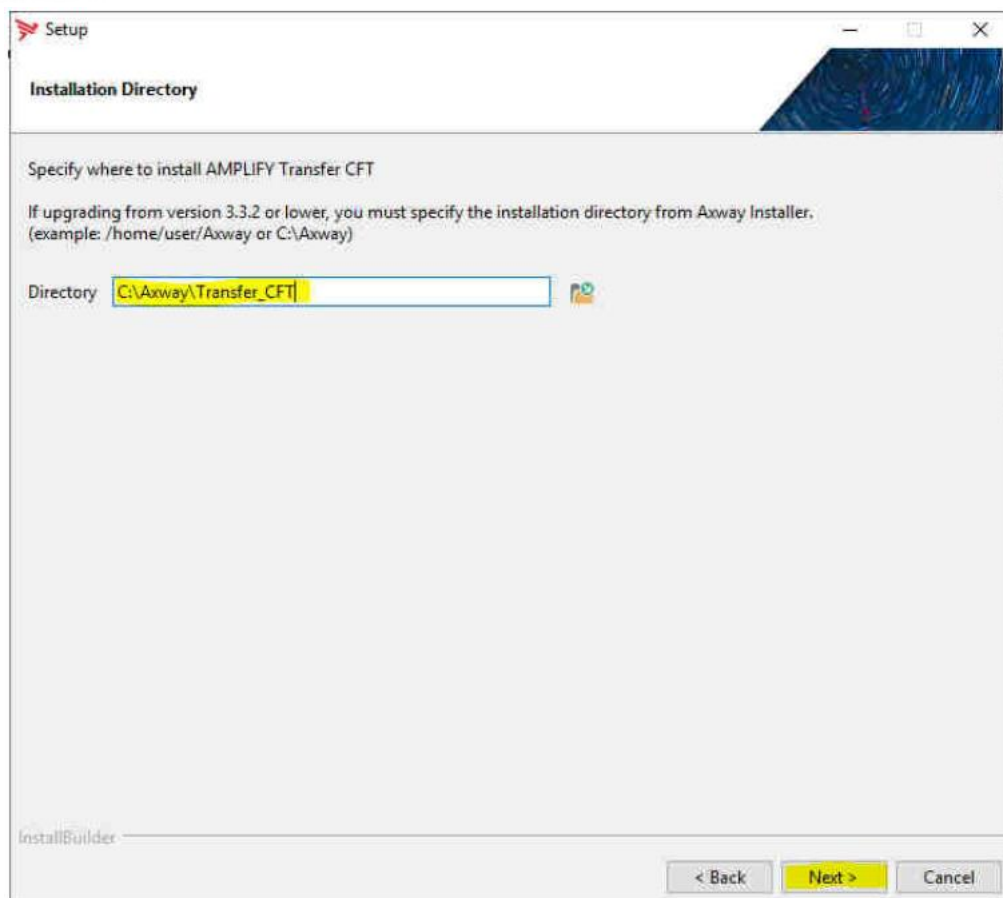 Setup
Installation Directory
Specify where to install AMPLIFY Transfer CFT
If upgrading from version 3.3.2 or lower, you must specify the installation directory from Axway Installer.
(example: /home/user/Axway or C:\Axway)
Directory C:\Axway\Transfer_CFT
InstallBuilder
< Back Next > Cancel